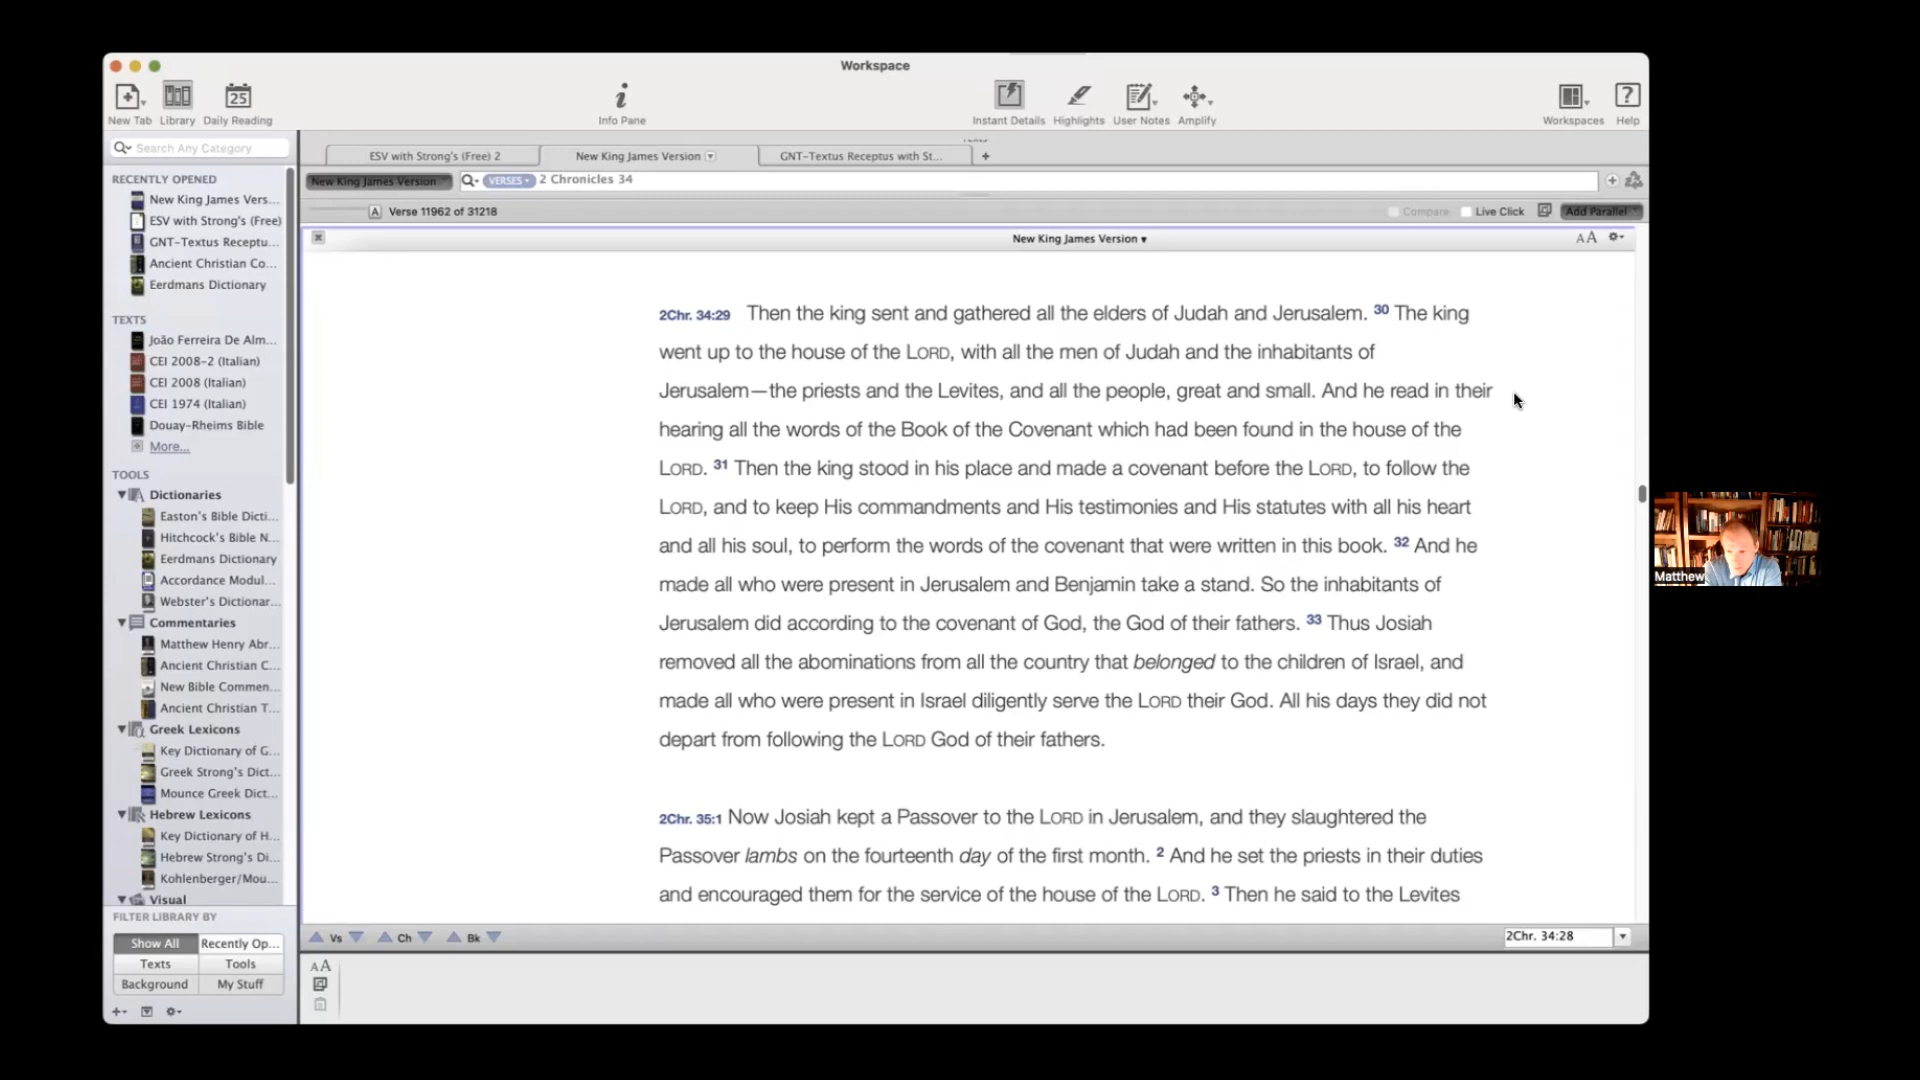 Workspace
New Tab
Library
Daily Reading
25
Info Pane
Instant Details
Highlights
User Notes
Amplify
Workspaces
Help
Search Any Category
RECENTLY OPENED
New King James Vers...
ESV with Strong's (Free)
GNT-Textus Receptu...
Ancient Christian Co...
Eerdmans Dictionary
TEXTS
João Ferreira De Alm...
CEI 2008-2 (Italian)
CEI 2008 (Italian)
CEI 1974 (Italian)
Douay-Rheims Bible
More...
TOOLS
Dictionaries
Easton's Bible Dicti...
Hitchcock's Bible N...
Eerdmans Dictionary
Accordance Modul...
Webster's Dictionar...
Commentaries
Matthew Henry Abr...
Ancient Christian C...
New Bible Commen...
Ancient Christian T...
Greek Lexicons
Key Dictionary of G...
Greek Strong's Dict...
Mounce Greek Dict...
Hebrew Lexicons
Key Dictionary of H...
Hebrew Strong's Di...
Kohlenberger/Mou...
Visual
FILTER LIBRARY BY
Show All
Recently Op...
Texts
Tools
Background
My Stuff
ESV with Strong's (Free) 2
New King James Version
GNT-Textus Receptus with St...
+
New King James Version
VERSES
2 Chronicles 34
A Verse 11962 of 31218
Compare
Live Click
Add Parallel
New King James Version
AA
2Chr. 34:29 Then the king sent and gathered all the elders of Judah and Jerusalem. 30 The king
went up to the house of the LORD, with all the men of Judah and the inhabitants of
Jerusalem—the priests and the Levites, and all the people, great and small. And he read in their
hearing all the words of the Book of the Covenant which had been found in the house of the
LORD. 31 Then the king stood in his place and made a covenant before the LORD, to follow the
LORD, and to keep His commandments and His testimonies and His statutes with all his heart
and all his soul, to perform the words of the covenant that were written in this book. 32 And he
made all who were present in Jerusalem and Benjamin take a stand. So the inhabitants of
Jerusalem did according to the covenant of God, the God of their fathers. 33 Thus Josiah
removed all the abominations from all the country that belonged to the children of Israel, and
made all who were present in Israel diligently serve the LORD their God. All his days they did not
depart from following the LORD God of their fathers.
2Chr. 35:1 Now Josiah kept a Passover to the LORD in Jerusalem, and they slaughtered the
Passover lambs on the fourteenth day of the first month. 2 And he set the priests in their duties
and encouraged them for the service of the house of the LORD. 3 Then he said to the Levites
Vs
Ch
Bk
2Chr. 34:28
AA
Matthew